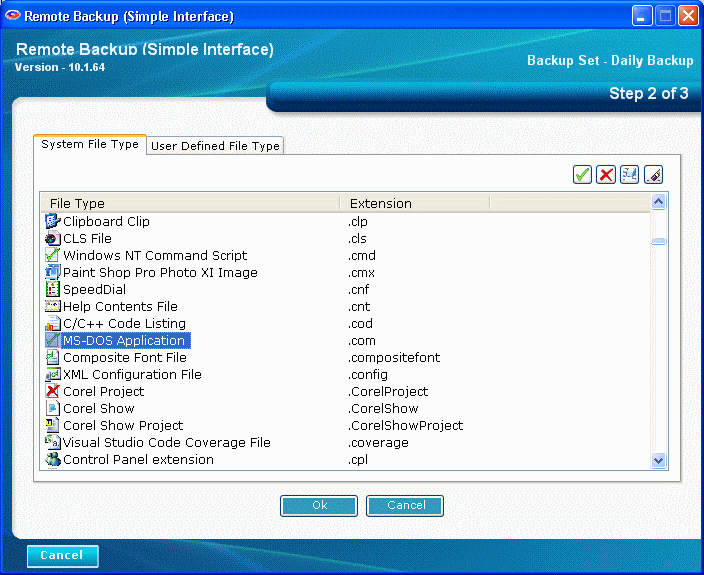 Remote Backup (Simple Interface)
Remote Backup (Simple Interface)
Version - 10.1.64
Backup Set - Daily Backup
Step 2 of 3
System File Type User Defined File Type
File Type Extension
Clipboard Clip .clp
CLS File .cls
Windows NT Command Script .cmd
Paint Shop Pro Photo XI Image .cmx
SpeedDial .cnf
Help Contents File .cnt
C/C++ Code Listing .cod
MS-DOS Application .com
Composite Font File .compositefont
XML Configuration File .config
Corel Project .CorelProject
Corel Show .CorelShow
Corel Show Project .CorelShowProject
Visual Studio Code Coverage File .coverage
Control Panel extension .cpl
Ok Cancel
Cancel